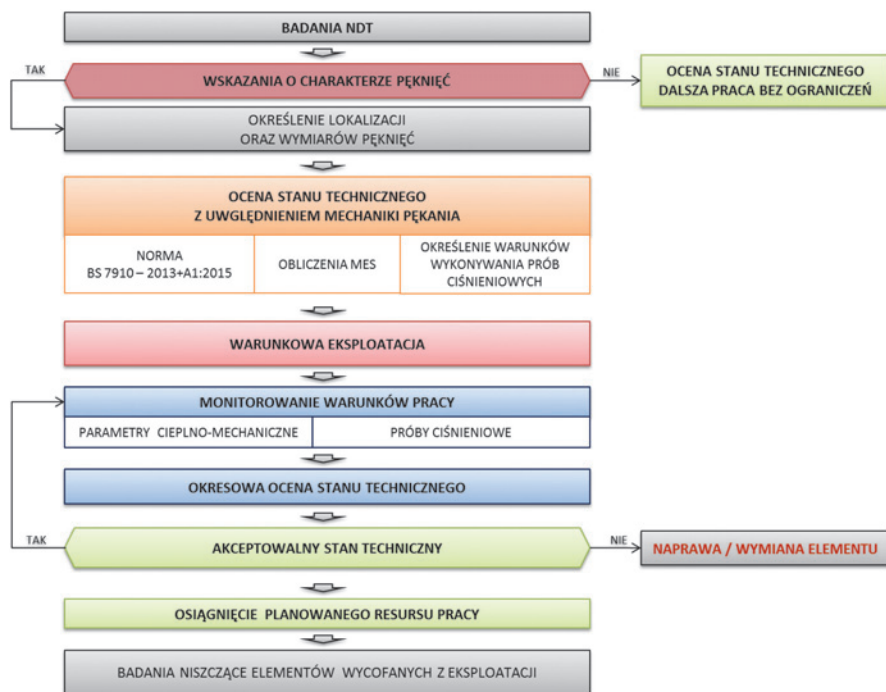 BADANIA NDT
TAK
WSKAZANIA O CHARAKTERZE PĘKNIĘĆ
NIE
OCENA STANU TECHNICZNEGO
DALSZA PRACA BEZ OGRANICZEŃ
OKREŚLENIE LOKALIZACJI
ORAZ WYMIARÓW PĘKNIĘĆ
OCENA STANU TECHNICZNEGO
Z UWGLĘDNIENIEM MECHANIKI PĘKANIA
NORMA
BS 7910 – 2013+A1:2015
OBLICZENIA MES
OKREŚLENIE WARUNKÓW
WYKONYWANIA PRÓB
CIŚNIENIOWYCH
WARUNKOWA EKSPLOATACJA
MONITOROWANIE WARUNKÓW PRACY
PARAMETRY CIEPLNO-MECHANICZNE
PRÓBY CIŚNIENIOWE
OKRESOWA OCENA STANU TECHNICZNEGO
TAK
AKCEPTOWALNY STAN TECHNICZNY
NIE
NAPRAWA / WYMIANA ELEMENTU
OSIĄGNIĘCIE PLANOWANEGO RESURSU PRACY
BADANIA NISZCZĄCE ELEMENTÓW WYCOFANYCH Z EKSPLOATACJI